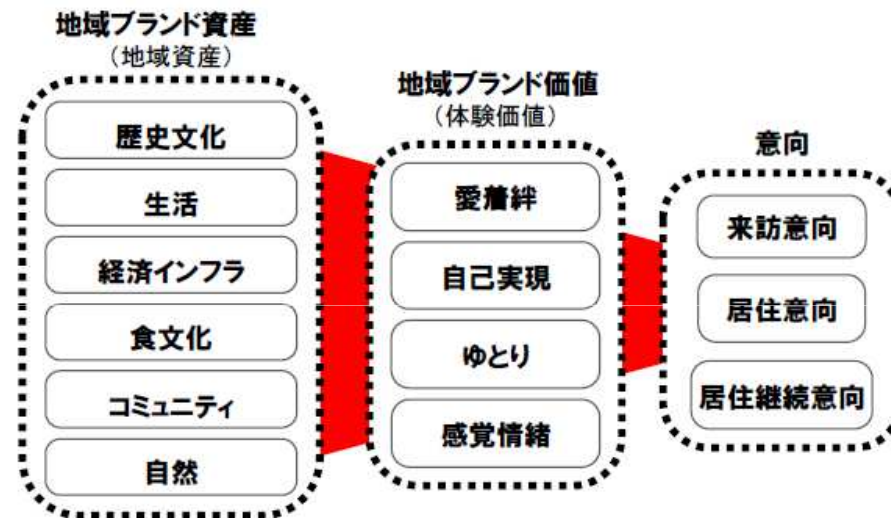 地域ブランド資産
（地域資産）
歴史文化
生活
経済インフラ
食文化
コミュニティ
自然
地域ブランド価値
（体験価値）
愛着絆
自己実現
ゆとり
感覚情緒
意向
来訪意向
居住意向
居住継続意向